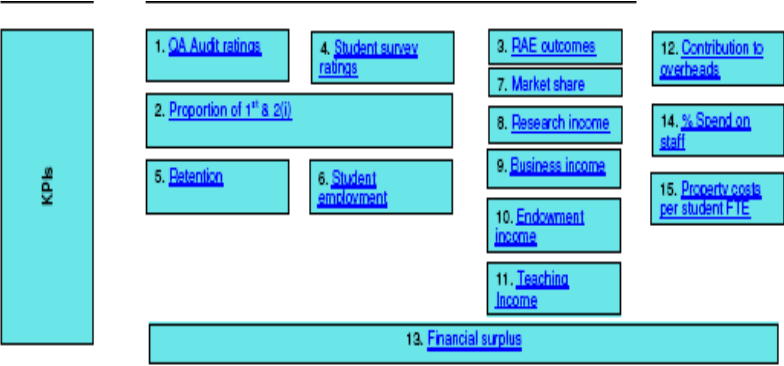 KPIs
1. QA Audit ratings
4. Student survey
ratings
2. Proportion of 1st & 2(i)
5. Retention
6. Student
employment
3. RAE outcomes
7. Market share
8. Research income
9. Business income
10. Endowment
income
11. Teaching
Income
12. Contribution to
overheads
14. % Spend on
staff
15. Property costs
per student FTE
13. Financial surplus